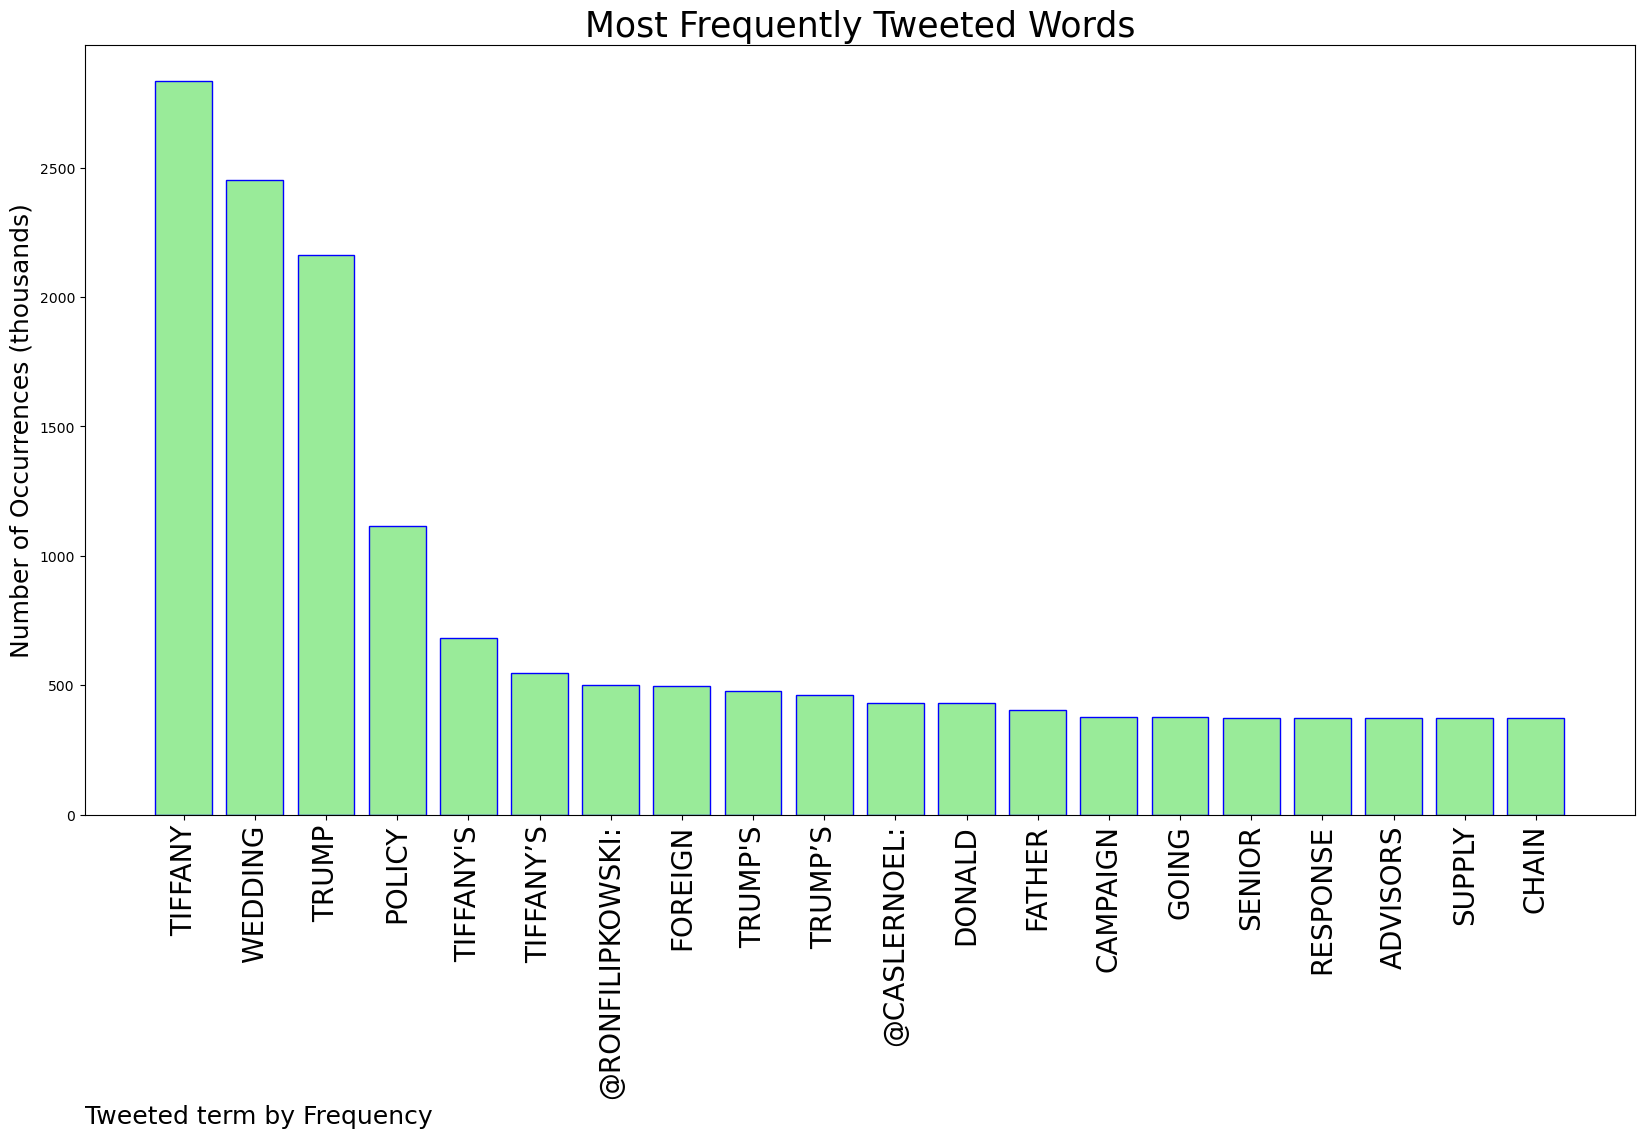 Most Frequently Tweeted Words
Number of Occurrences (thousands)
2500
2000
1500
1000
500
0
TIFFANY
WEDDING
TRUMP
POLICY
TIFFANY'S
TIFFANY’S
@RONFILIPKOWSKI:
FOREIGN
TRUMP'S
TRUMP’S
@CASLERNOEL:
DONALD
FATHER
CAMPAIGN
GOING
SENIOR
RESPONSE
ADVISORS
SUPPLY
CHAIN
Tweeted term by Frequency